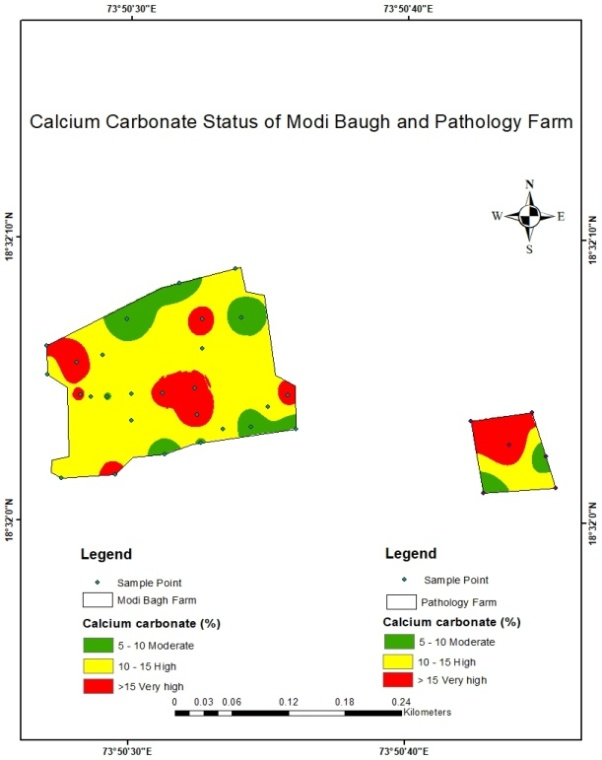 73°50'30"E 73°50'40"E
Calcium Carbonate Status of Modi Baugh and Pathology Farm
N
W E
S
18°32'10"N 18°32'10"N
18°32'0"N 18°32'0"N
Legend
Sample Point
Modi Bagh Farm
Calcium carbonate (%)
5 - 10 Moderate
10 - 15 High
>15 Very high
Legend
Sample Point
Pathology Farm
Calcium carbonate (%)
5 - 10 Moderate
10 - 15 High
> 15 Very high
0 0.03 0.06 0.12 0.18 0.24
Kilometers
73°50'30"E 73°50'40"E